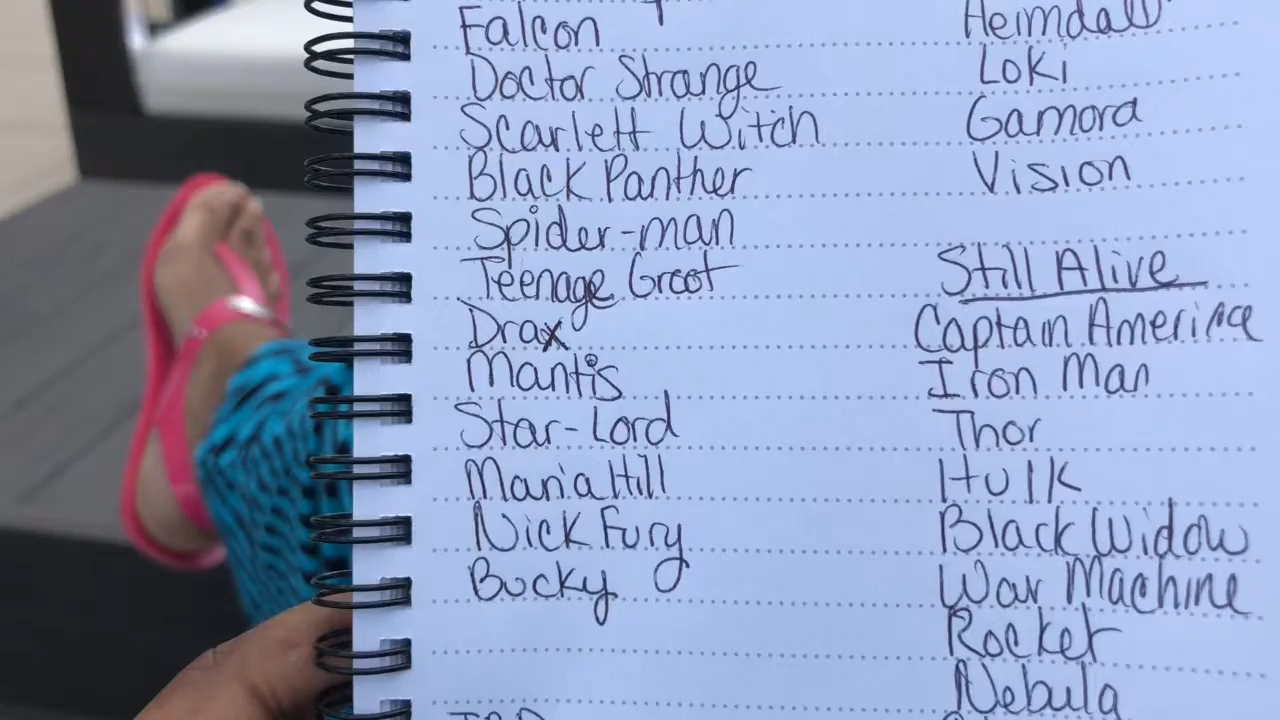 Falcon
Doctor Strange
Scarlett Witch
Black Panther
Spider-man
Teenage Groot
Drax
Mantis
Star-Lord
Maria Hill
Nick Fury
Bucky
Heimdall
Loki
Gamora
Vision
Still Alive
Captain Amerirca
Iron Man
Thor
Hulk
Black Widow
War Machine
Rocket
Nebula